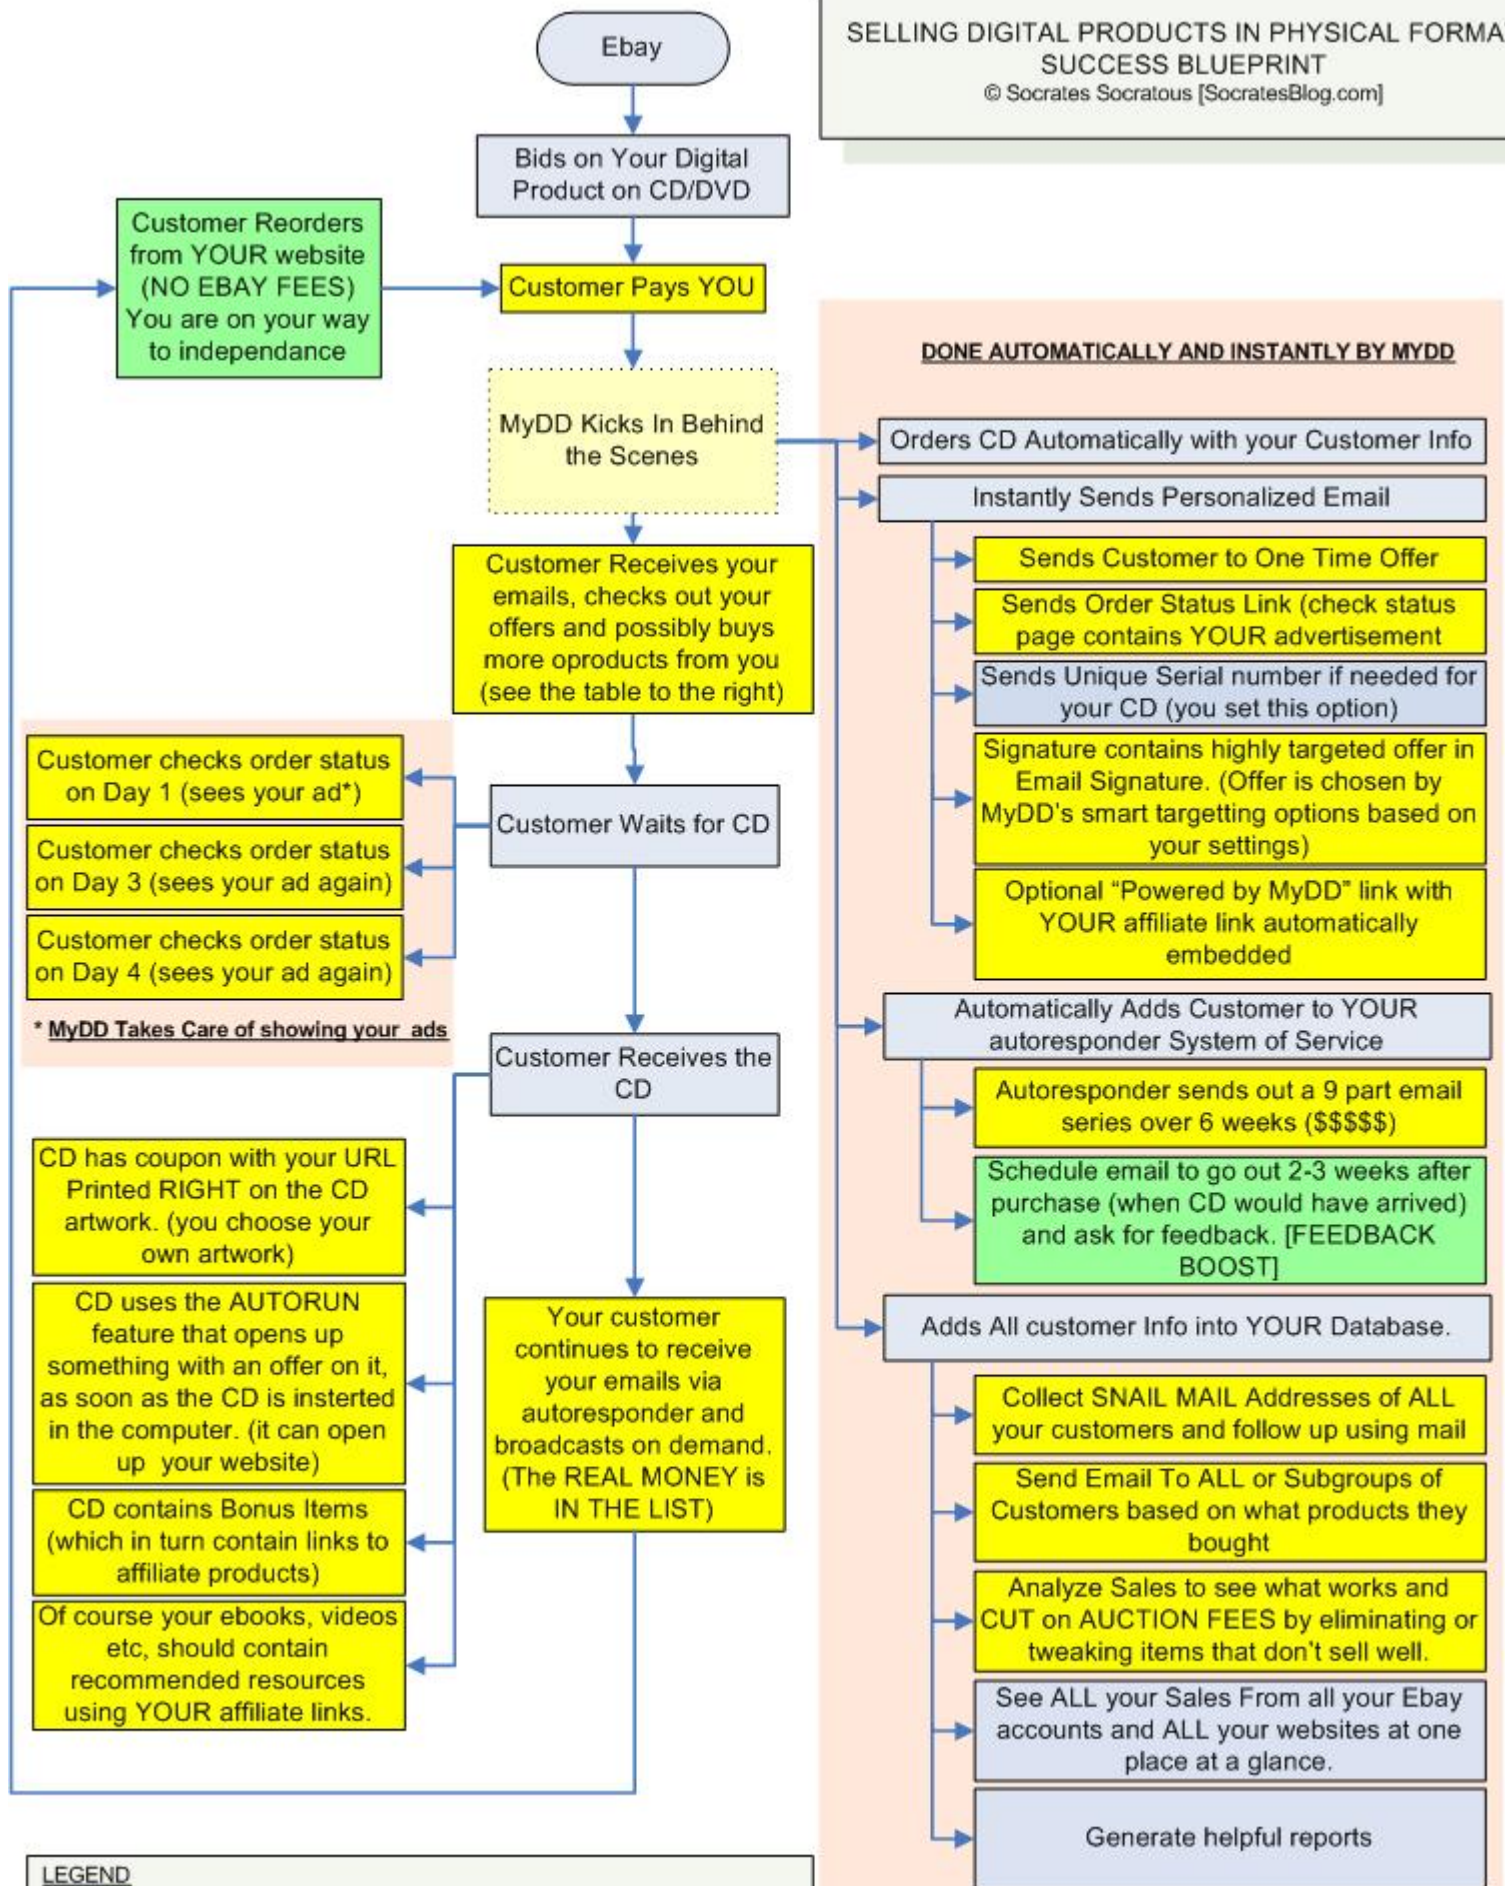 SELLING DIGITAL PRODUCTS IN PHYSICAL FORMA
SUCCESS BLUEPRINT
© Socrates Socratous [SocratesBlog.com]
Ebay
Bids on Your Digital
Product on CD/DVD
Customer Reorders
from YOUR website
(NO EBAY FEES)
You are on your way
to independance
Customer Pays YOU
MyDD Kicks In Behind
the Scenes
Customer Receives your
emails, checks out your
offers and possibly buys
more oproducts from you
(see the table to the right)
Customer checks order status
on Day 1 (sees your ad*)
Customer checks order status
on Day 3 (sees your ad again)
Customer checks order status
on Day 4 (sees your ad again)
* MyDD Takes Care of showing your ads
Customer Waits for CD
Customer Receives the
CD
CD has coupon with your URL
Printed RIGHT on the CD
artwork. (you choose your
own artwork)
CD uses the AUTORUN
feature that opens up
something with an offer on it,
as soon as the CD is insterted
in the computer. (it can open
up your website)
CD contains Bonus Items
(which in turn contain links to
affiliate products)
Of course your ebooks, videos
etc, should contain
recommended resources
using YOUR affiliate links.
Your customer
continues to receive
your emails via
autoresponder and
broadcasts on demand.
(The REAL MONEY is
IN THE LIST)
DONE AUTOMATICALLY AND INSTANTLY BY MYDD
Orders CD Automatically with your Customer Info
Instantly Sends Personalized Email
Sends Customer to One Time Offer
Sends Order Status Link (check status
page contains YOUR advertisement
Sends Unique Serial number if needed for
your CD (you set this option)
Signature contains highly targeted offer in
Email Signature. (Offer is chosen by
MyDD's smart targetting options based on
your settings)
Optional “Powered by MyDD” link with
YOUR affiliate link automatically
embedded
Automatically Adds Customer to YOUR
autoresponder System of Service
Autoresponder sends out a 9 part email
series over 6 weeks ($$$$$)
Schedule email to go out 2-3 weeks after
purchase (when CD would have arrived)
and ask for feedback. [FEEDBACK
BOOST]
Adds All customer Info into YOUR Database.
Collect SNAIL MAIL Addresses of ALL
your customers and follow up using mail
Send Email To ALL or Subgroups of
Customers based on what products they
bought
Analyze Sales to see what works and
CUT on AUCTION FEES by eliminating or
tweaking items that don't sell well.
See ALL your Sales From all your Ebay
accounts and ALL your websites at one
place at a glance.
Generate helpful reports
LEGEND